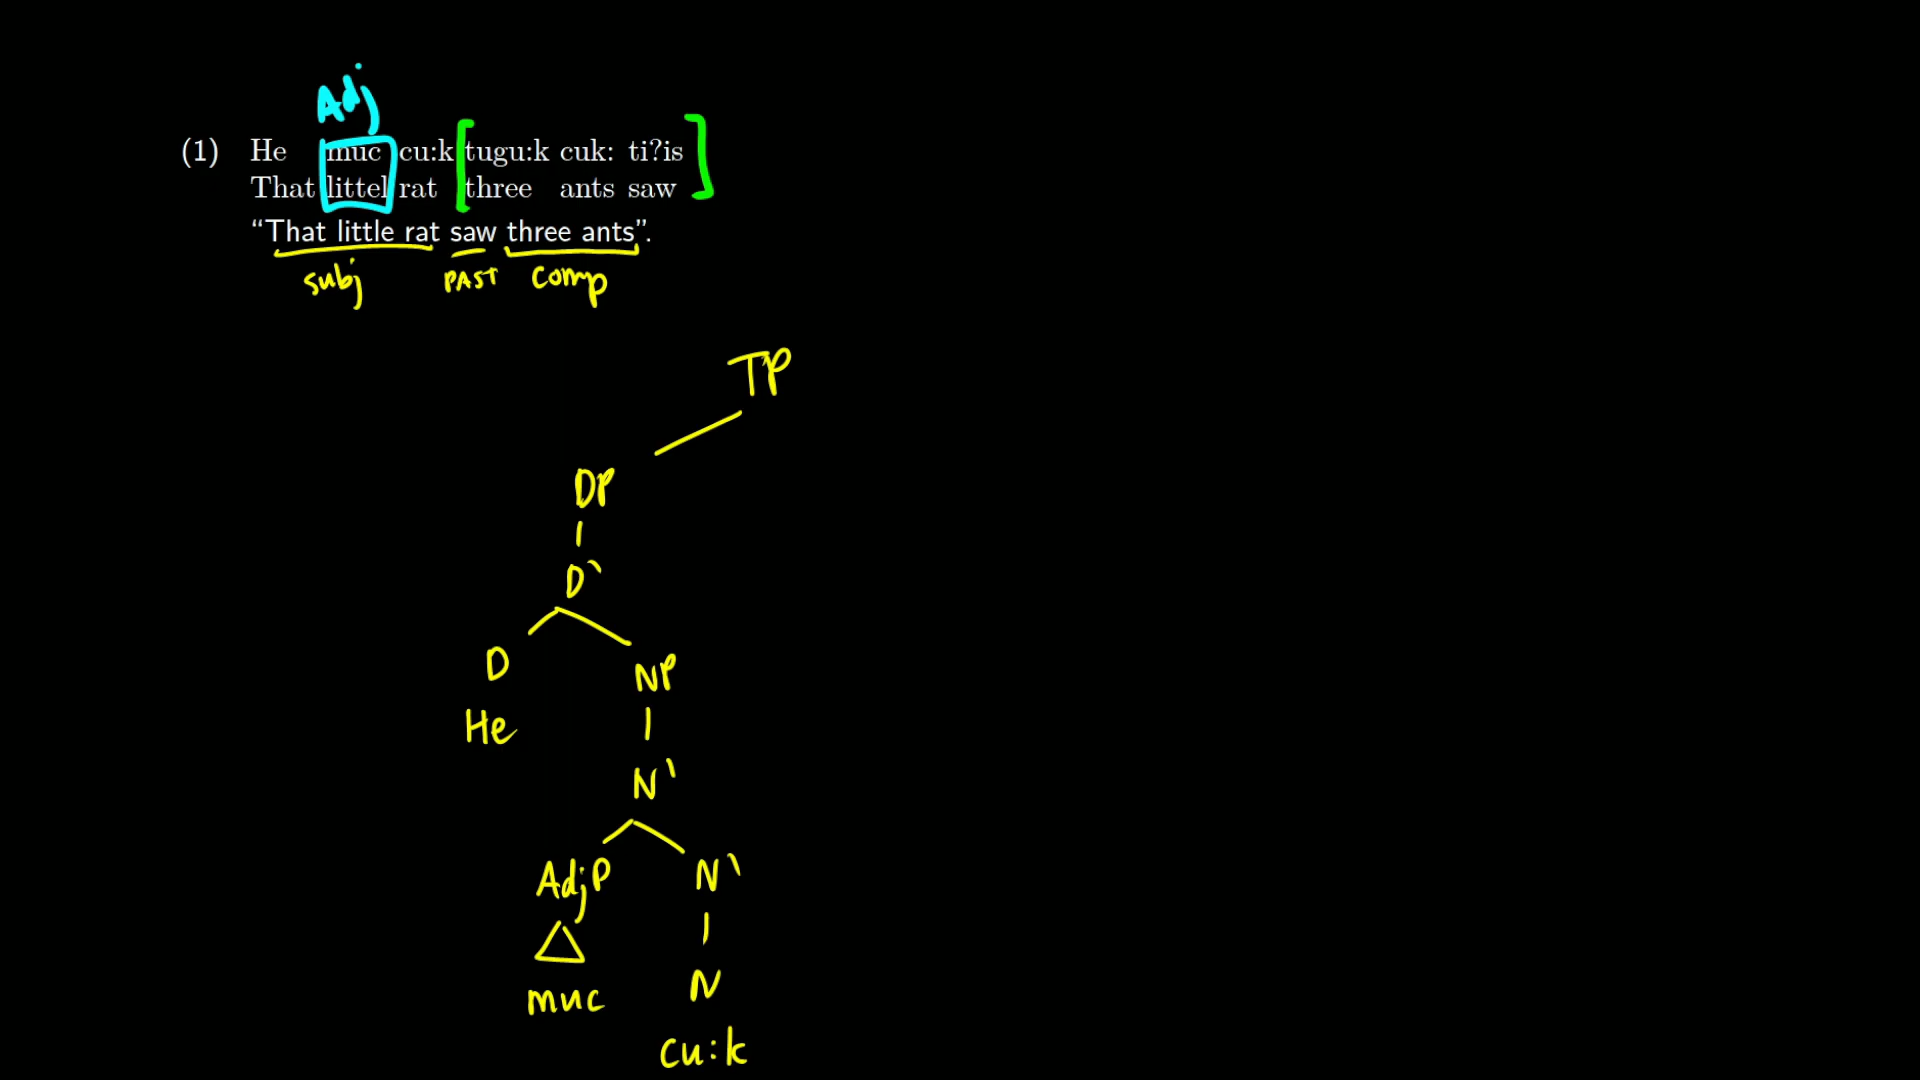 Adj
(1) He muc cu:k tugu:k cuk: ti?is
That littel rat three ants saw
“That little rat saw three ants”.
subj PAST comp
TP
DP
D`
D NP
He
N`
AdjP N`
muc N
cu:k